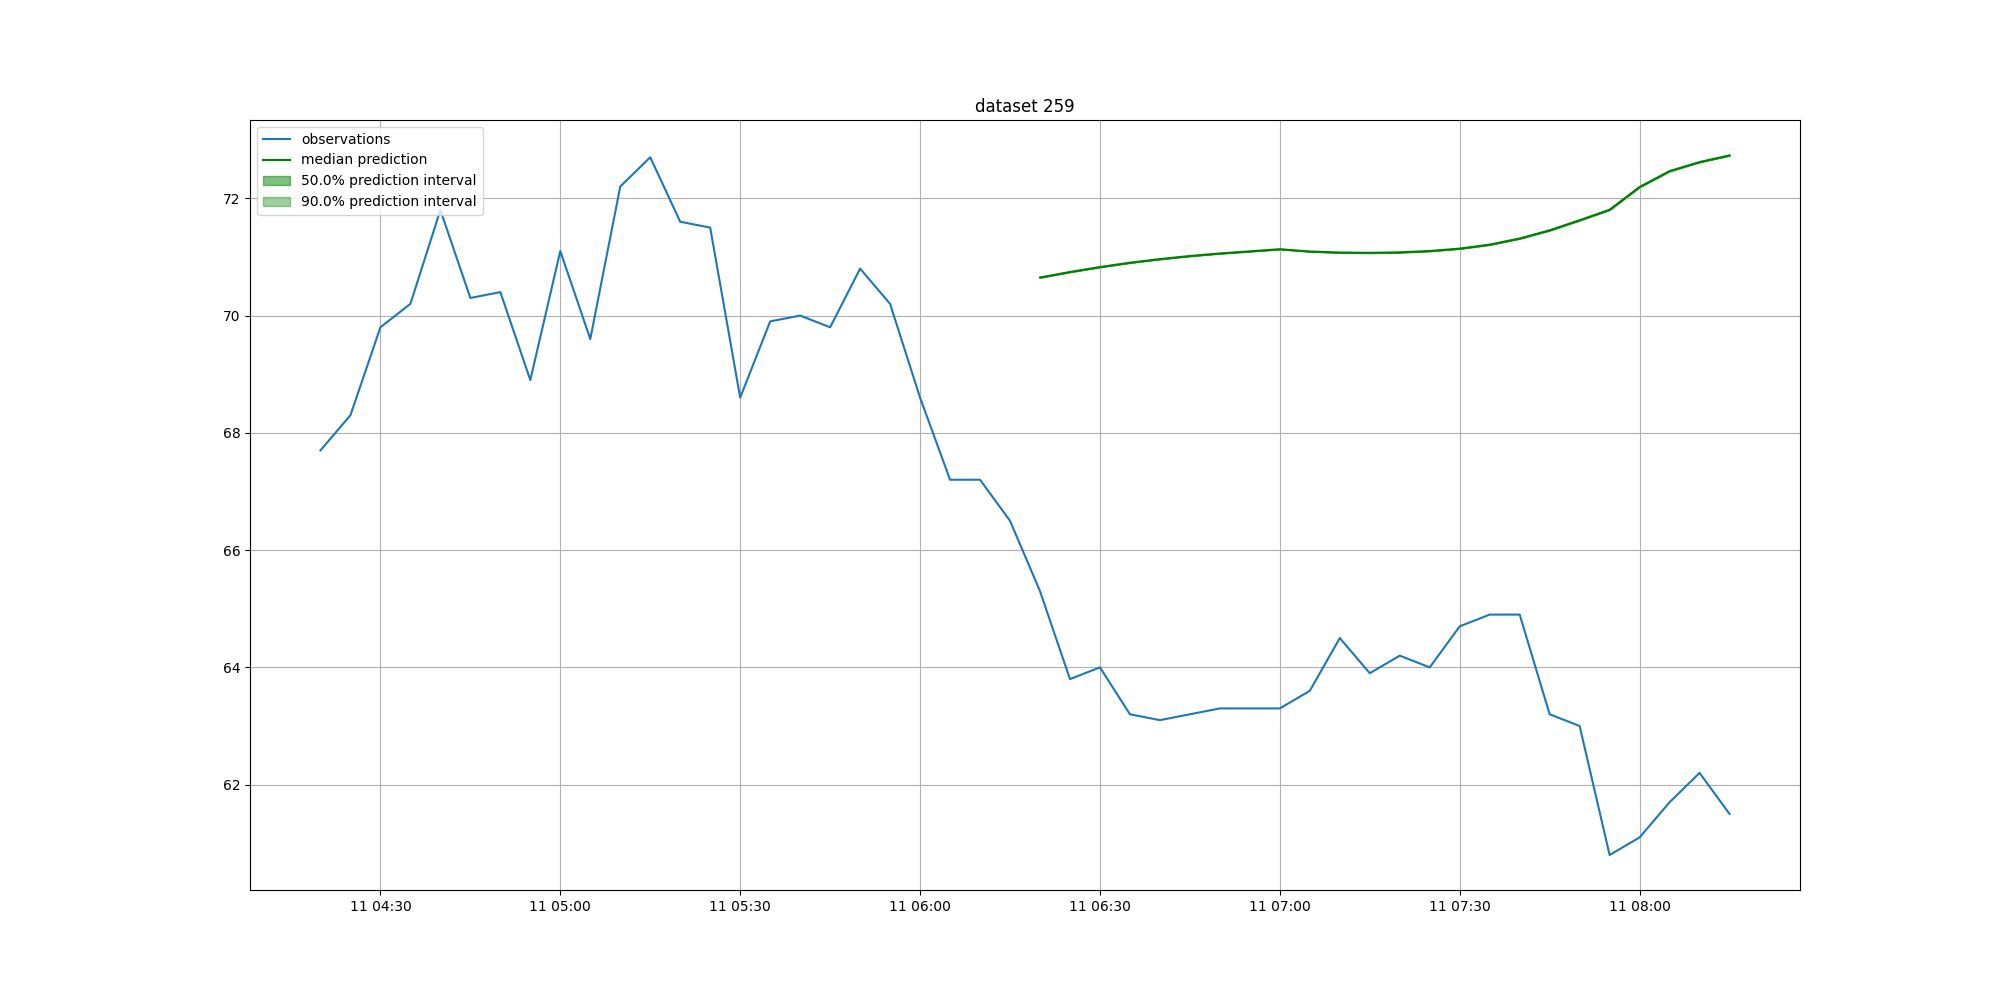 dataset 259
observations
median prediction
50.0% prediction interval
90.0% prediction interval
72
70
68
66
64
62
11 04:30 11 05:00 11 05:30 11 06:00 11 06:30 11 07:00 11 07:30 11 08:00